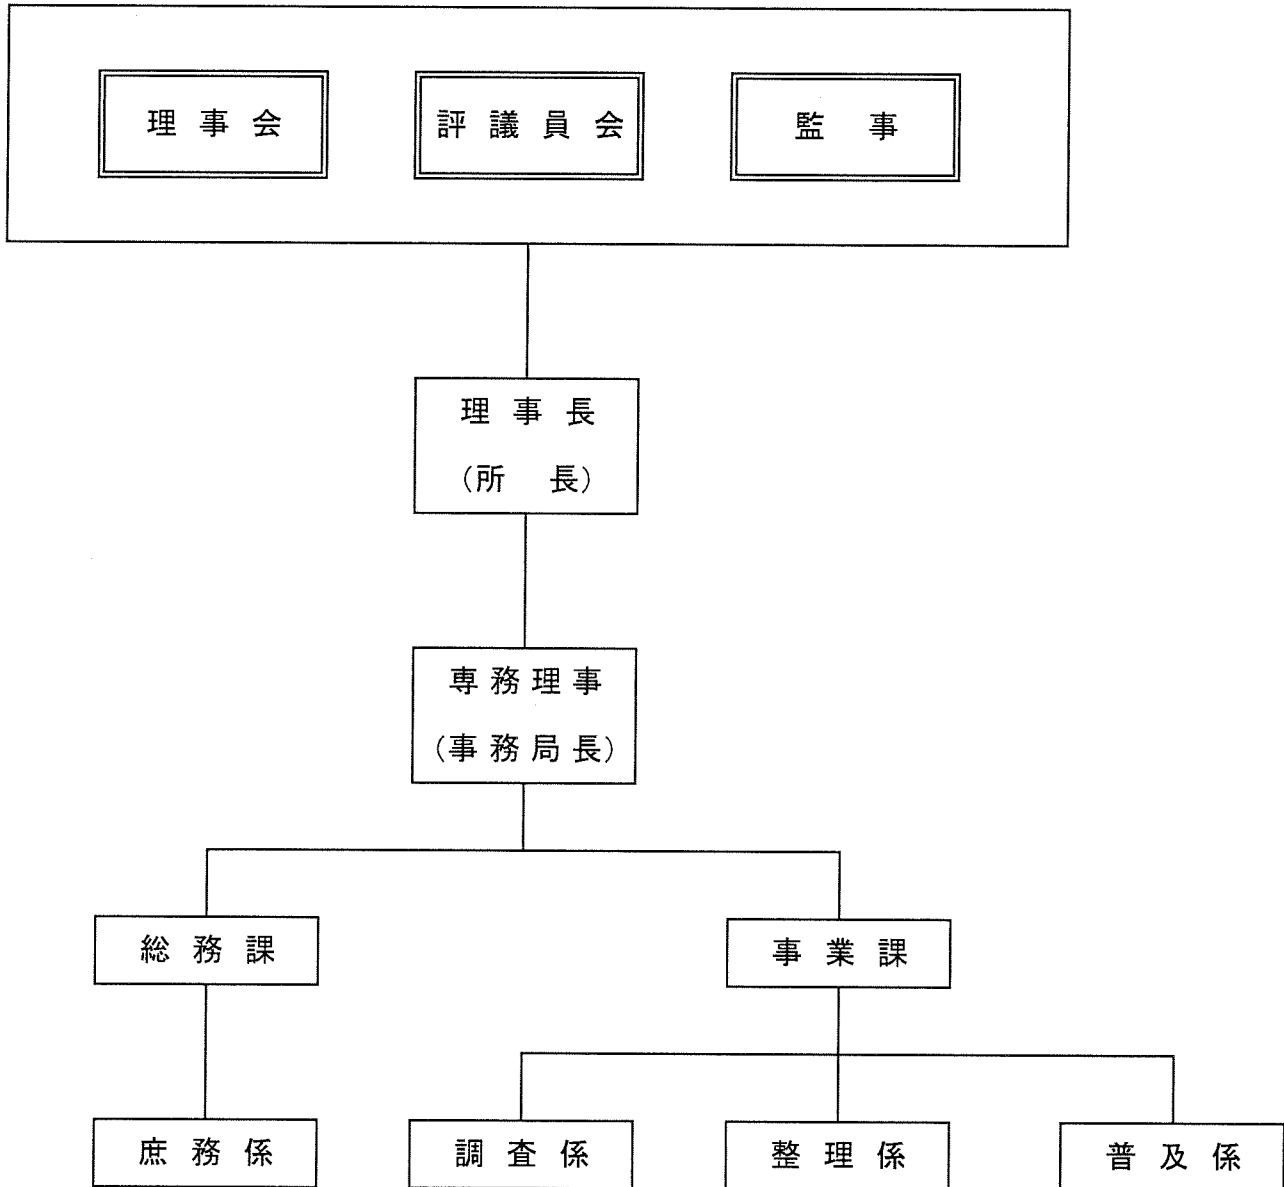 理事会
評議員会
監事
理事長
(所長)
専務理事
(事務局長)
総務課
事業課
庶務係
調査係
整理係
普及係